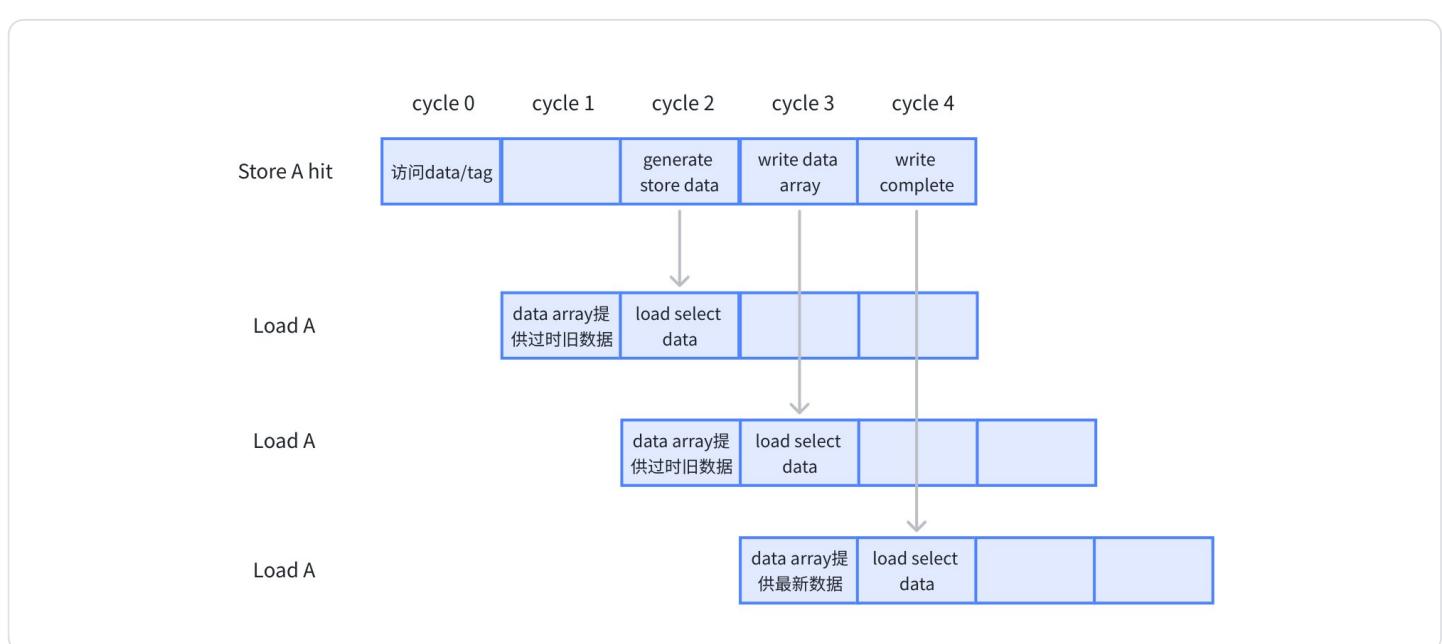 cycle 0
cycle 1
cycle 2
cycle 3
cycle 4
Store A hit
访问data/tag
generate
store data
write data
array
write
complete
Load A
data array提
供过时旧数据
load select
data
Load A
data array提
供过时旧数据
load select
data
Load A
data array提
供最新数据
load select
data